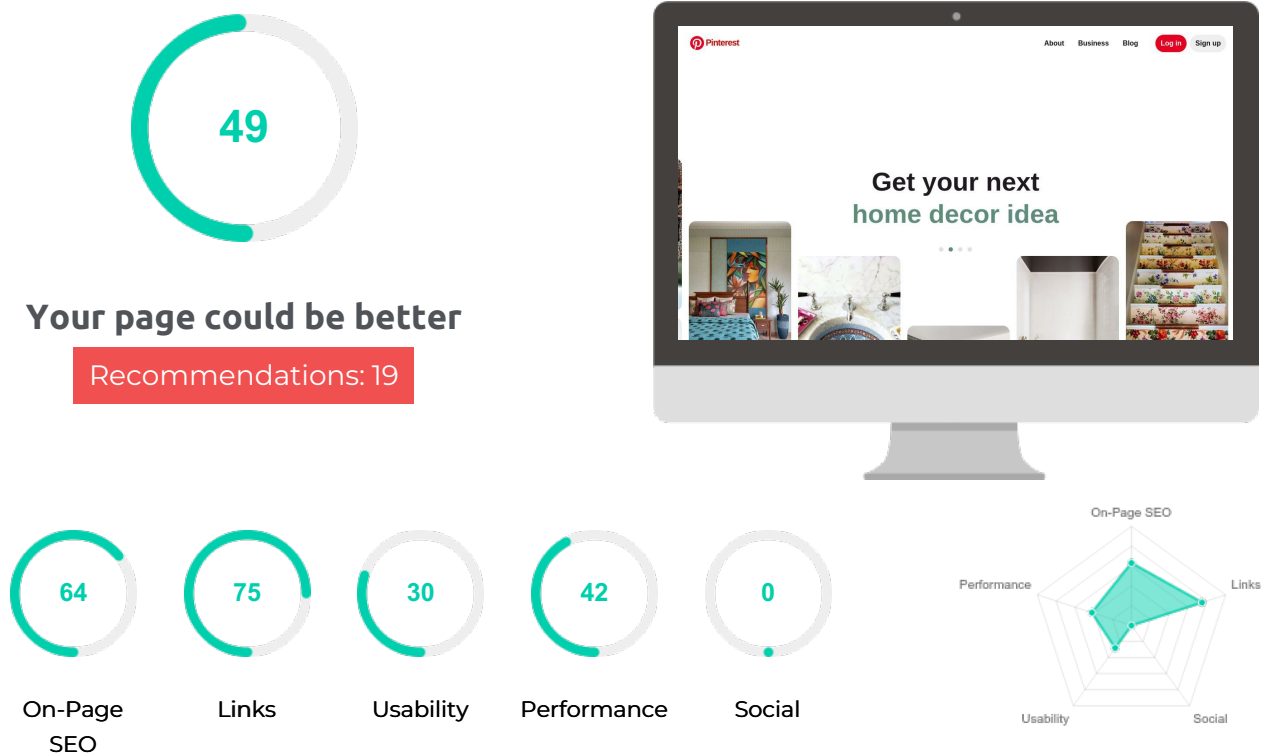 49
Your page could be better
Recommendations: 19
Pinterest
About Business Blog Log in Sign up
Get your next
home decor idea
64
75
30
42
0
On-Page
SEO
Links
Usability
Performance
Social
On-Page SEO
Performance
Links
Usability
Social